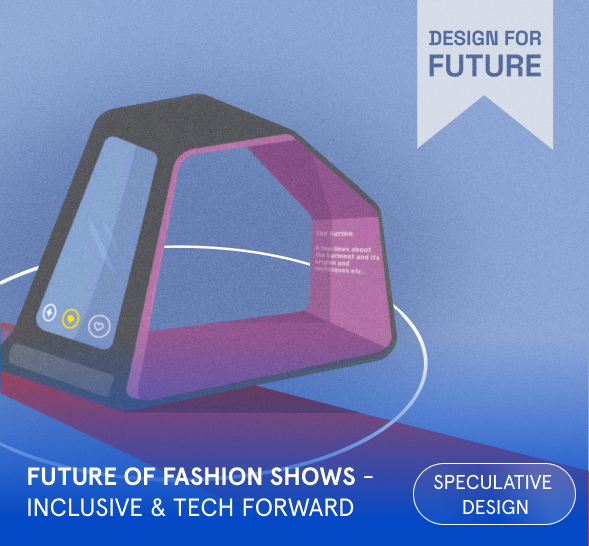 DESIGN FOR
FUTURE
The Garme
A few lines about
the Garment and its
origins and
techniques etc.
FUTURE OF FASHION SHOWS –
INCLUSIVE & TECH FORWARD
SPECULATIVE
DESIGN